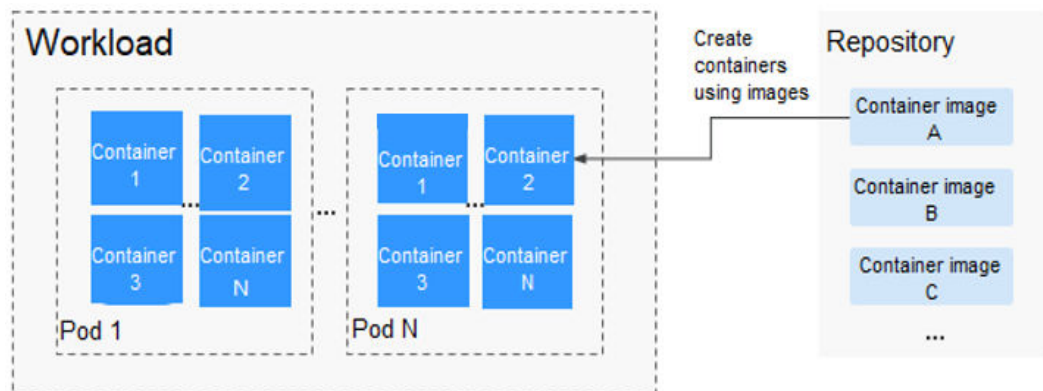 Workload
Container
1
Container
2
...
Container
3
Container
N
Pod 1
...
Container
1
Container
2
...
Container
3
Container
N
Pod N
Create
containers
using images
Repository
Container image
A
Container image
B
Container image
C
...